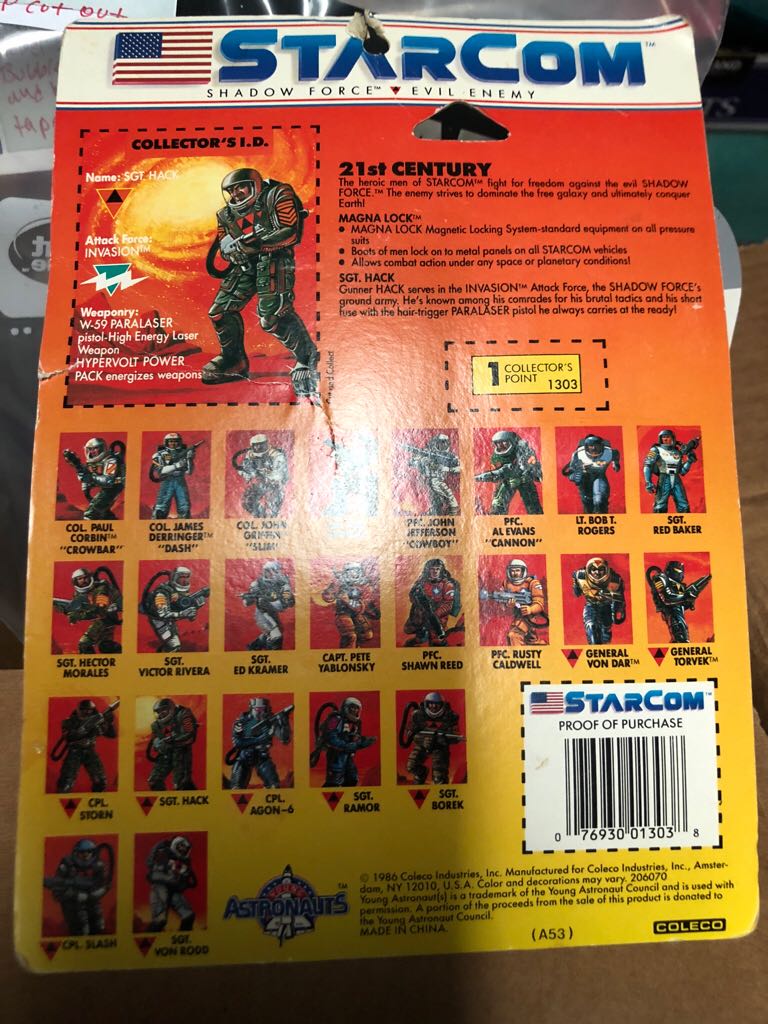 P cut out
STARCOM™
SHADOW FORCE™ ▼ EVIL ENEMY
COLLECTOR'S I.D.
Name: SGT. HACK
Attack Force:
INVASION™
Weaponry:
W-59 PARALASER
pistol-High Energy Laser
Weapon
HYPERVOLT POWER
PACK energizes weapons
21st CENTURY
The heroic men of STARCOM™ fight for freedom against the evil SHADOW
FORCE.™ The enemy strives to dominate the free galaxy and ultimately conquer
Earth!
MAGNA LOCK™
• MAGNA LOCK Magnetic Locking System-standard equipment on all pressure
suits
• Boots of men lock on to metal panels on all STARCOM vehicles
• Allows combat action under any space or planetary conditions!
SGT. HACK
Gunner HACK serves in the INVASION™ Attack Force, the SHADOW FORCE'S
ground army. He's known among his comrades for his brutal tactics and his short
fuse with the hair-trigger PARALASER pistol he always carries at the ready!
1 COLLECTOR'S
POINT 1303
and Collect
COL. PAUL
CORBIN™
"CROWBAR"
COL. JAMES
DERRINGER™
"DASH"
COL. JOHN
GRIFFIN
"SLIM"
PFC. JOHN
JEFFERSON
"COWBOY"
PFC.
AL EVANS
"CANNON"
LT. BOB T.
ROGERS
SGT.
RED BAKER
SGT. HECTOR
MORALES
SGT.
VICTOR RIVERA
SGT.
ED KRAMER
CAPT. PETE
YABLONSKY
PFC.
SHAWN REED
PFC. RUSTY
CALDWELL
GENERAL
VON DAR™
GENERAL
TORVEK™
CPL.
STORN
SGT. HACK
CPL.
AGON-6
SGT.
RAMOR
SGT.
BOREK
STARCOM™
PROOF OF PURCHASE
0 76930 01303 8
CPL. SLASH
SGT.
VON RODD
YOUNG
ASTRONAUTS™
© 1986 Coleco Industries, Inc. Manufactured for Coleco Industries, Inc., Amster-
dam, NY 12010, U.S.A. Color and decorations may vary. 206070
Young Astronaut(s) is a trademark of the Young Astronaut Council and is used with
permission. A portion of the proceeds from the sale of this product is donated to
the Young Astronaut Council.
MADE IN CHINA.
(A53)
COLECO